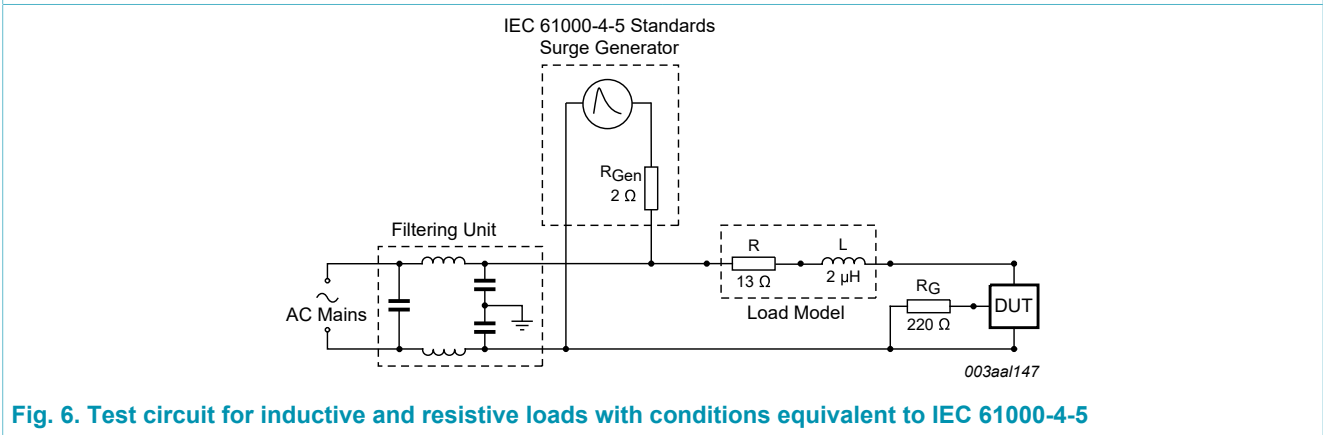 IEC 61000-4-5 Standards
Surge Generator
RGen
2 Ω
Filtering Unit
R
L
13 Ω
2 μH
Load Model
RG
220 Ω
DUT
AC Mains
003aal147
Fig. 6. Test circuit for inductive and resistive loads with conditions equivalent to IEC 61000-4-5